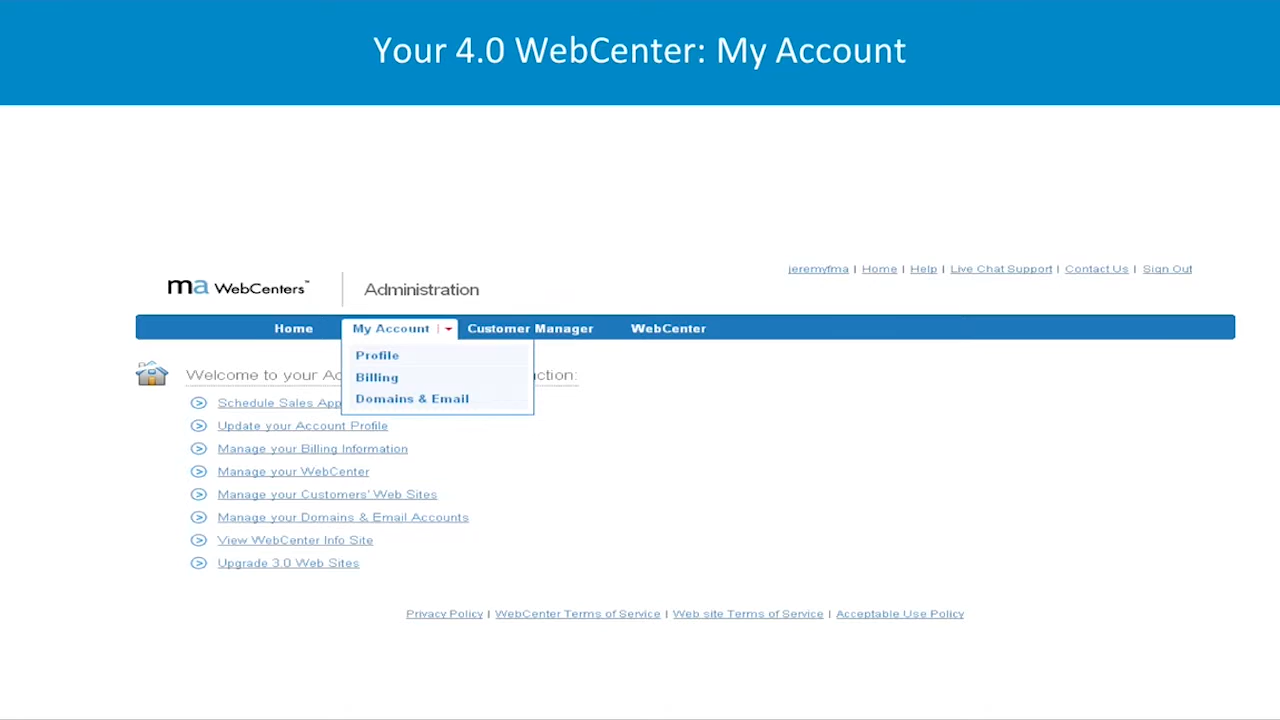 Your 4.0 WebCenter: My Account
jeremyfma | Home | Help | Live Chat Support | Contact Us | Sign Out
ma WebCenters™ Administration
Home My Account Customer Manager WebCenter
Profile
Welcome to your Ac ction:
Billing
Domains & Email
Schedule Sales App
Update your Account Profile
Manage your Billing Information
Manage your WebCenter
Manage your Customers' Web Sites
Manage your Domains & Email Accounts
View WebCenter Info Site
Upgrade 3.0 Web Sites
Privacy Policy | WebCenter Terms of Service | Web site Terms of Service | Acceptable Use Policy